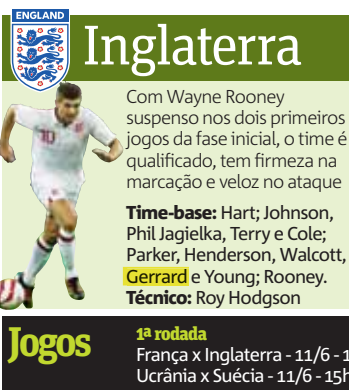 ENGLAND
Inglaterra
Com Wayne Rooney
suspenso nos dois primeiros
jogos da fase inicial, o time é
qualificado, tem firmeza na
marcação e veloz no ataque
Time-base: Hart; Johnson,
Phil Jagielka, Terry e Cole;
Parker, Henderson, Walcott,
Gerrard e Young; Rooney.
Técnico: Roy Hodgson
Jogos
1ª rodada
França x Inglaterra - 11/6 - 1
Ucrânia x Suécia - 11/6 - 15h